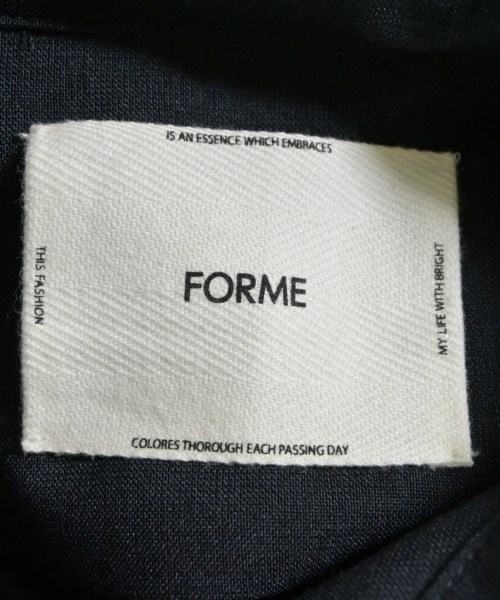 THIS FASHION
IS AN ESSENCE WHICH EMBRACES
MY LIFE WITH BRIGHT
COLORES THOROUGH EACH PASSING DAY
FORME